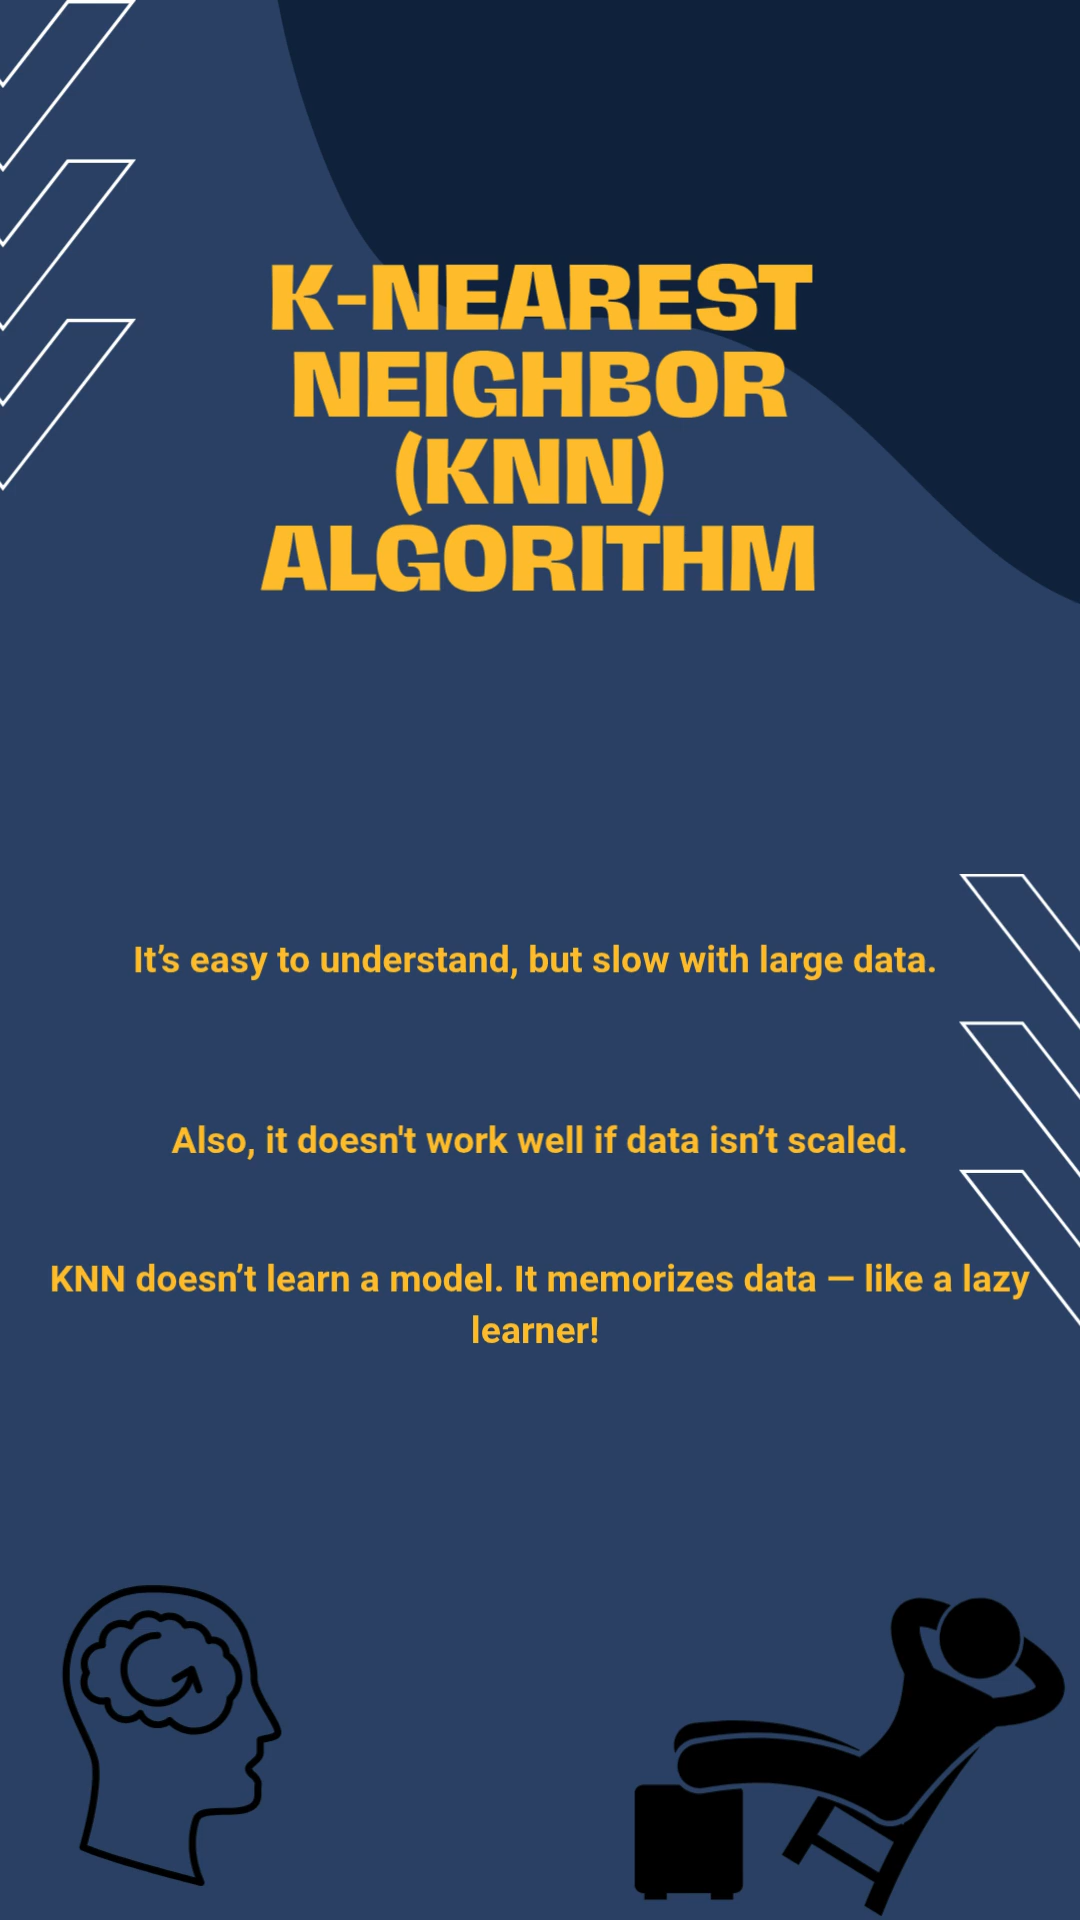 K-NEAREST
NEIGHBOR
(KNN)
ALGORITHM
It’s easy to understand, but slow with large data.
Also, it doesn't work well if data isn’t scaled.
KNN doesn’t learn a model. It memorizes data — like a lazy
learner!